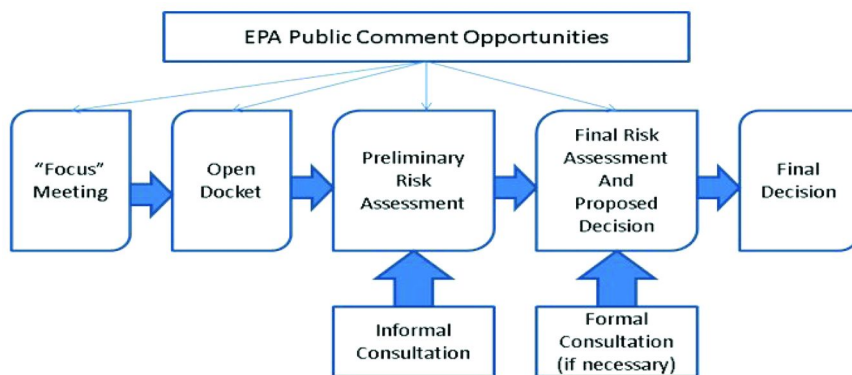 EPA Public Comment Opportunities
“Focus”
Meeting
Open
Docket
Preliminary
Risk
Assessment
Final Risk
Assessment
And
Proposed
Decision
Final
Decision
Informal
Consultation
Formal
Consultation
(if necessary)